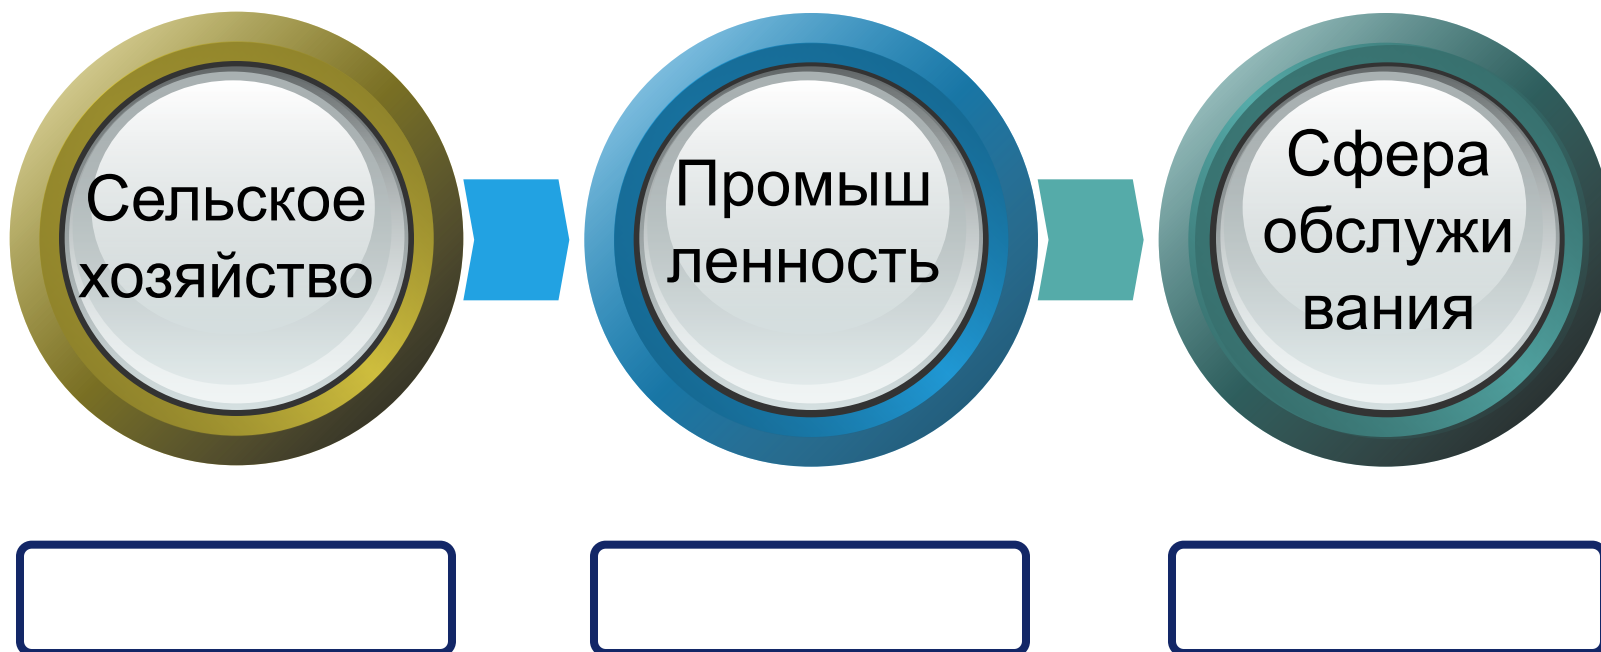 Сельское
хозяйство
Промыш
ленность
Сфера
обслужи
вания